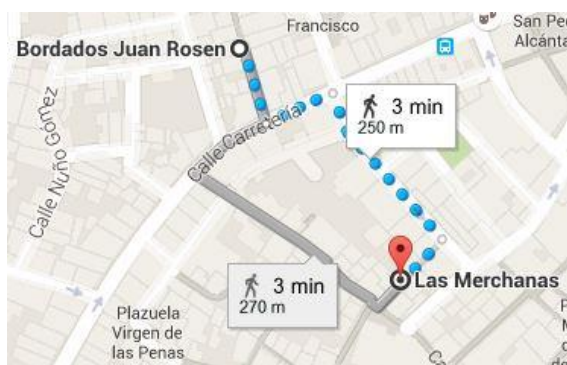 Francisco
San Pe
Alcánta
Bordados Juan Rosen
3 min
250 m
Calle Carretería
Calle Nuño Gómez
Las Merchanas
3 min
270 m
Plazuela
Virgen de
las Penas